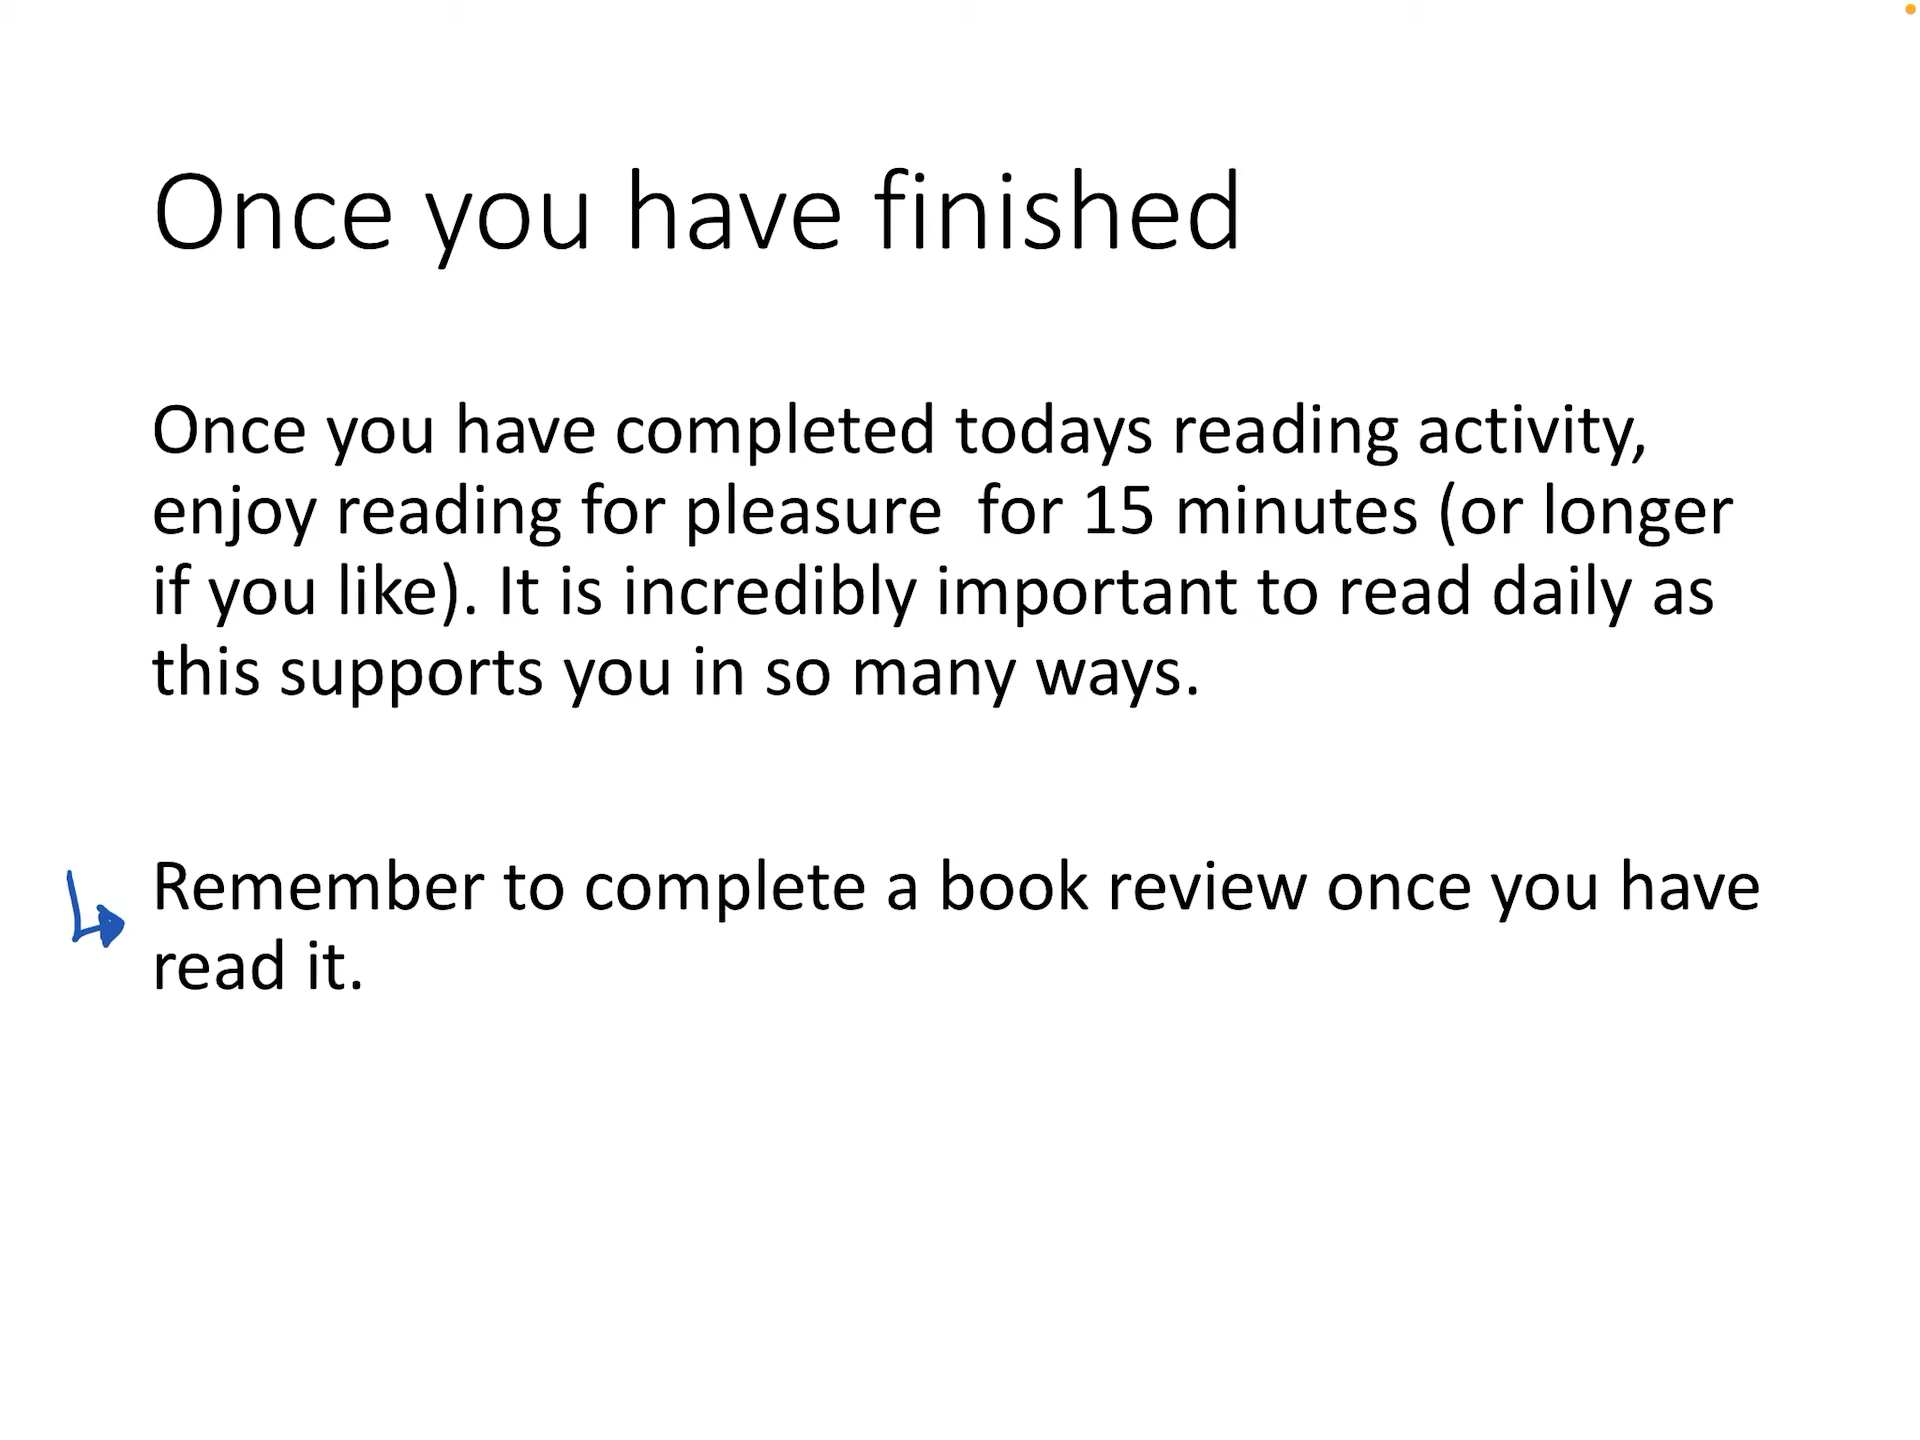 Once you have finished
Once you have completed todays reading activity,
enjoy reading for pleasure  for 15 minutes (or longer
if you like). It is incredibly important to read daily as
this supports you in so many ways.
Remember to complete a book review once you have
read it.